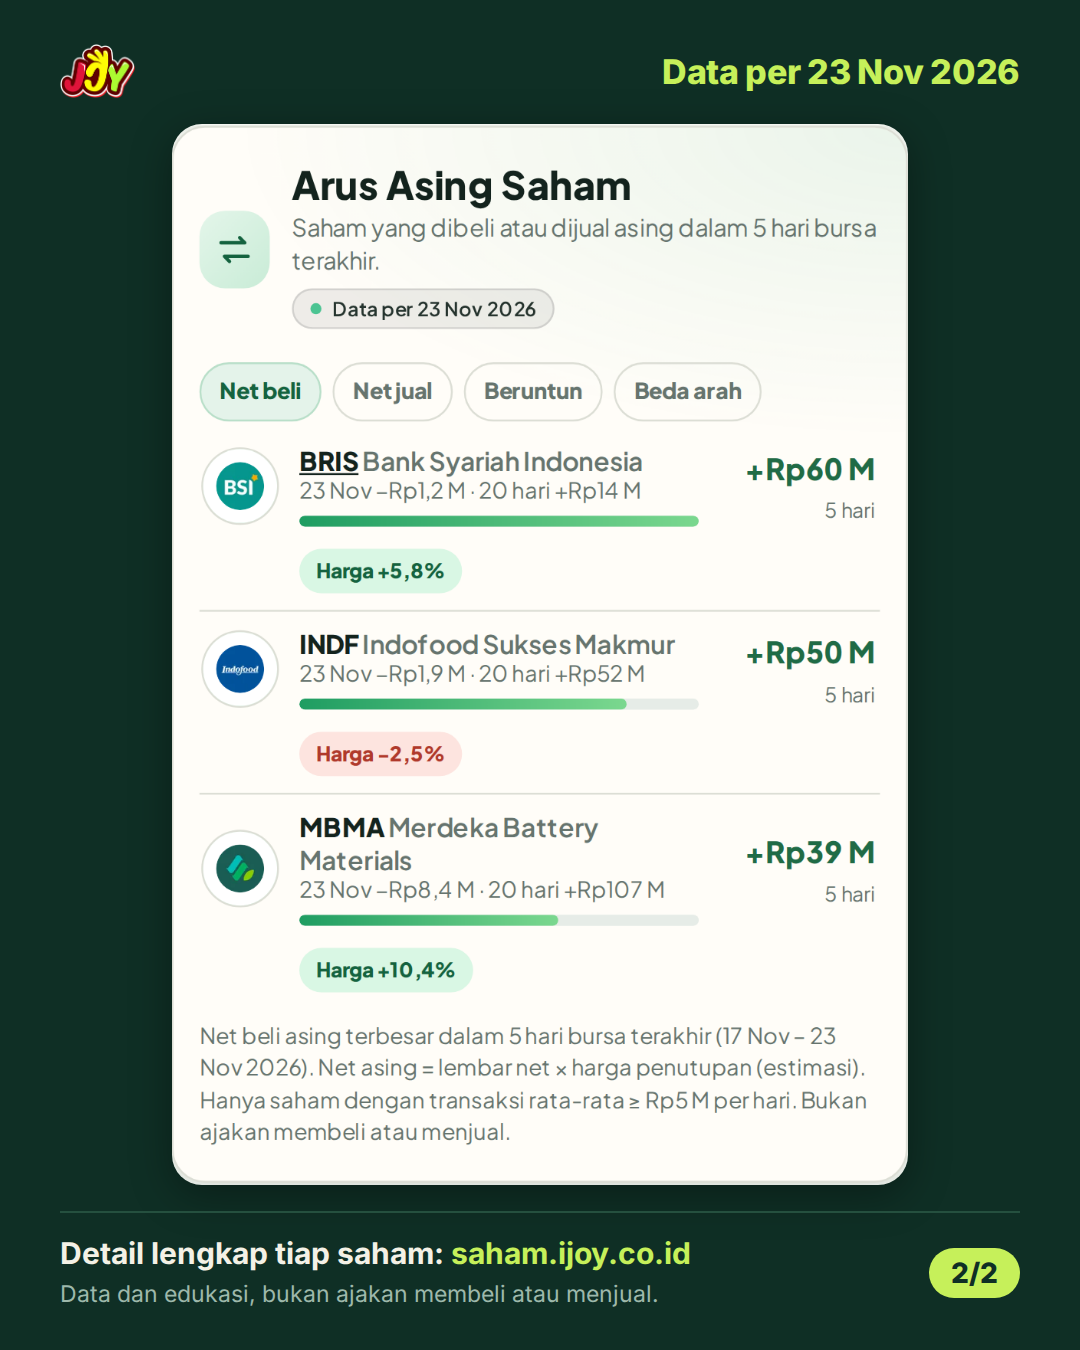 JOY
Data per 23 Nov 2026
Arus Asing Saham
Saham yang dibeli atau dijual asing dalam 5 hari bursa
terakhir.
Data per 23 Nov 2026
Net beli
Net jual
Beruntun
Beda arah
BSI
BRIS Bank Syariah Indonesia
+Rp60 M
23 Nov –Rp1,2 M · 20 hari +Rp14 M
5 hari
Harga +5,8%
Indofood
INDF Indofood Sukses Makmur
+Rp50 M
23 Nov –Rp1,9 M · 20 hari +Rp52 M
5 hari
Harga –2,5%
MBMA Merdeka Battery
Materials
+Rp39 M
23 Nov –Rp8,4 M · 20 hari +Rp107 M
5 hari
Harga +10,4%
Net beli asing terbesar dalam 5 hari bursa terakhir (17 Nov – 23
Nov 2026). Net asing = lembar net × harga penutupan (estimasi).
Hanya saham dengan transaksi rata-rata ≥ Rp5 M per hari. Bukan
ajakan membeli atau menjual.
Detail lengkap tiap saham: saham.ijoy.co.id
Data dan edukasi, bukan ajakan membeli atau menjual.
2/2